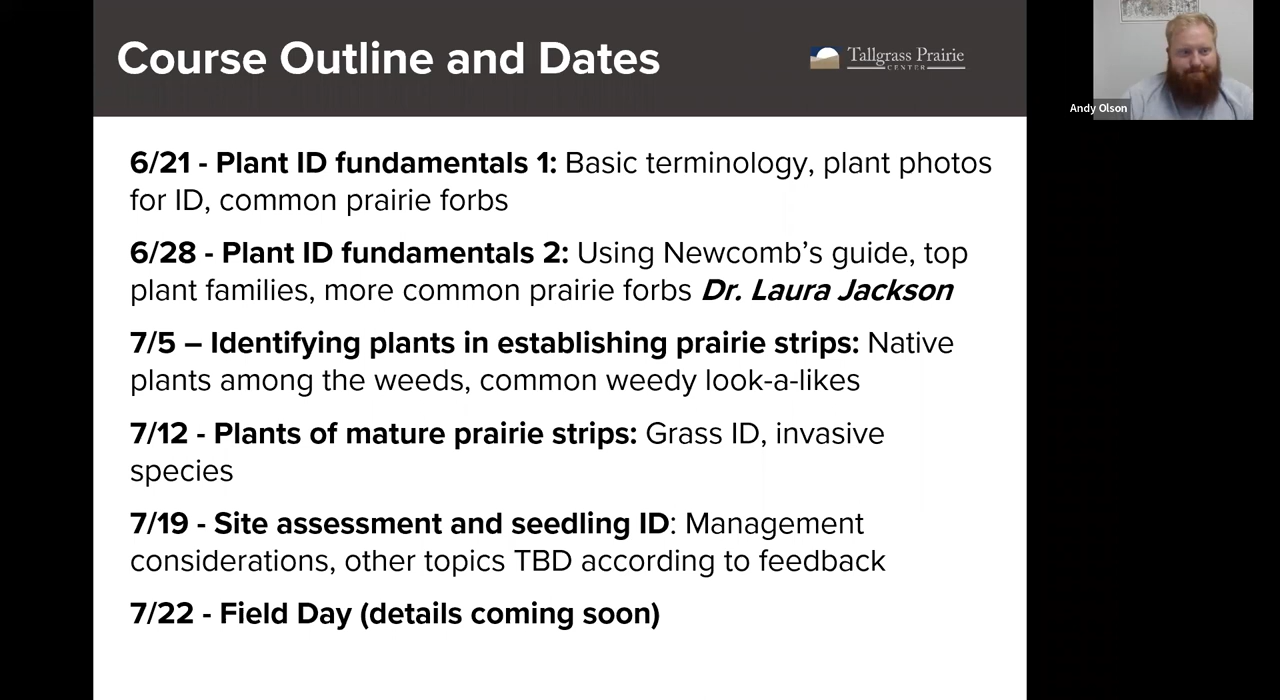 Course Outline and Dates
Tallgrass Prairie
CENTER
Andy Olson
6/21 - Plant ID fundamentals 1: Basic terminology, plant photos
for ID, common prairie forbs
6/28 - Plant ID fundamentals 2: Using Newcomb’s guide, top
plant families, more common prairie forbs Dr. Laura Jackson
7/5 – Identifying plants in establishing prairie strips: Native
plants among the weeds, common weedy look-a-likes
7/12 - Plants of mature prairie strips: Grass ID, invasive
species
7/19 - Site assessment and seedling ID: Management
considerations, other topics TBD according to feedback
7/22 - Field Day (details coming soon)